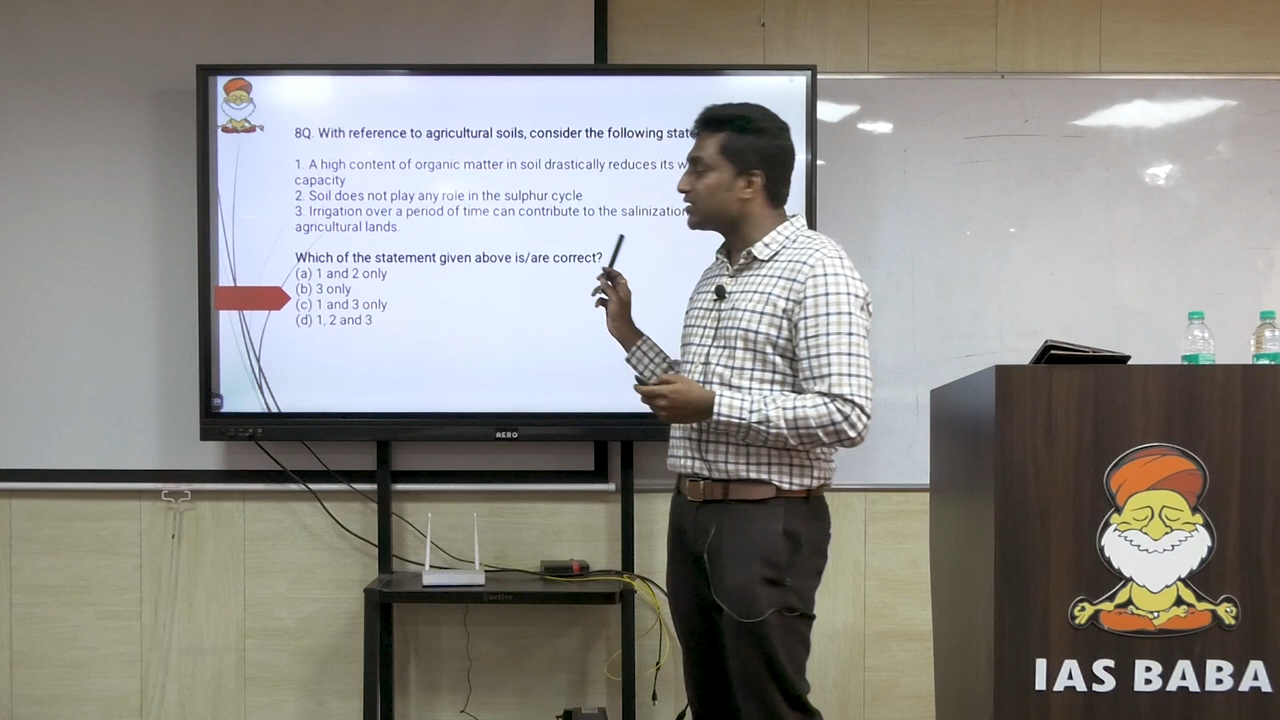 8Q. With reference to agricultural soils, consider the following
1. A high content of organic matter in soil drastically reduces its
capacity
2. Soil does not play any role in the sulphur cycle
3. Irrigation over a period of time can contribute to the salinization
agricultural lands.
Which of the statement given above is/are correct?
(a) 1 and 2 only
(b) 3 only
(c) 1 and 3 only
(d) 1, 2 and 3
AERO
IAS BABA